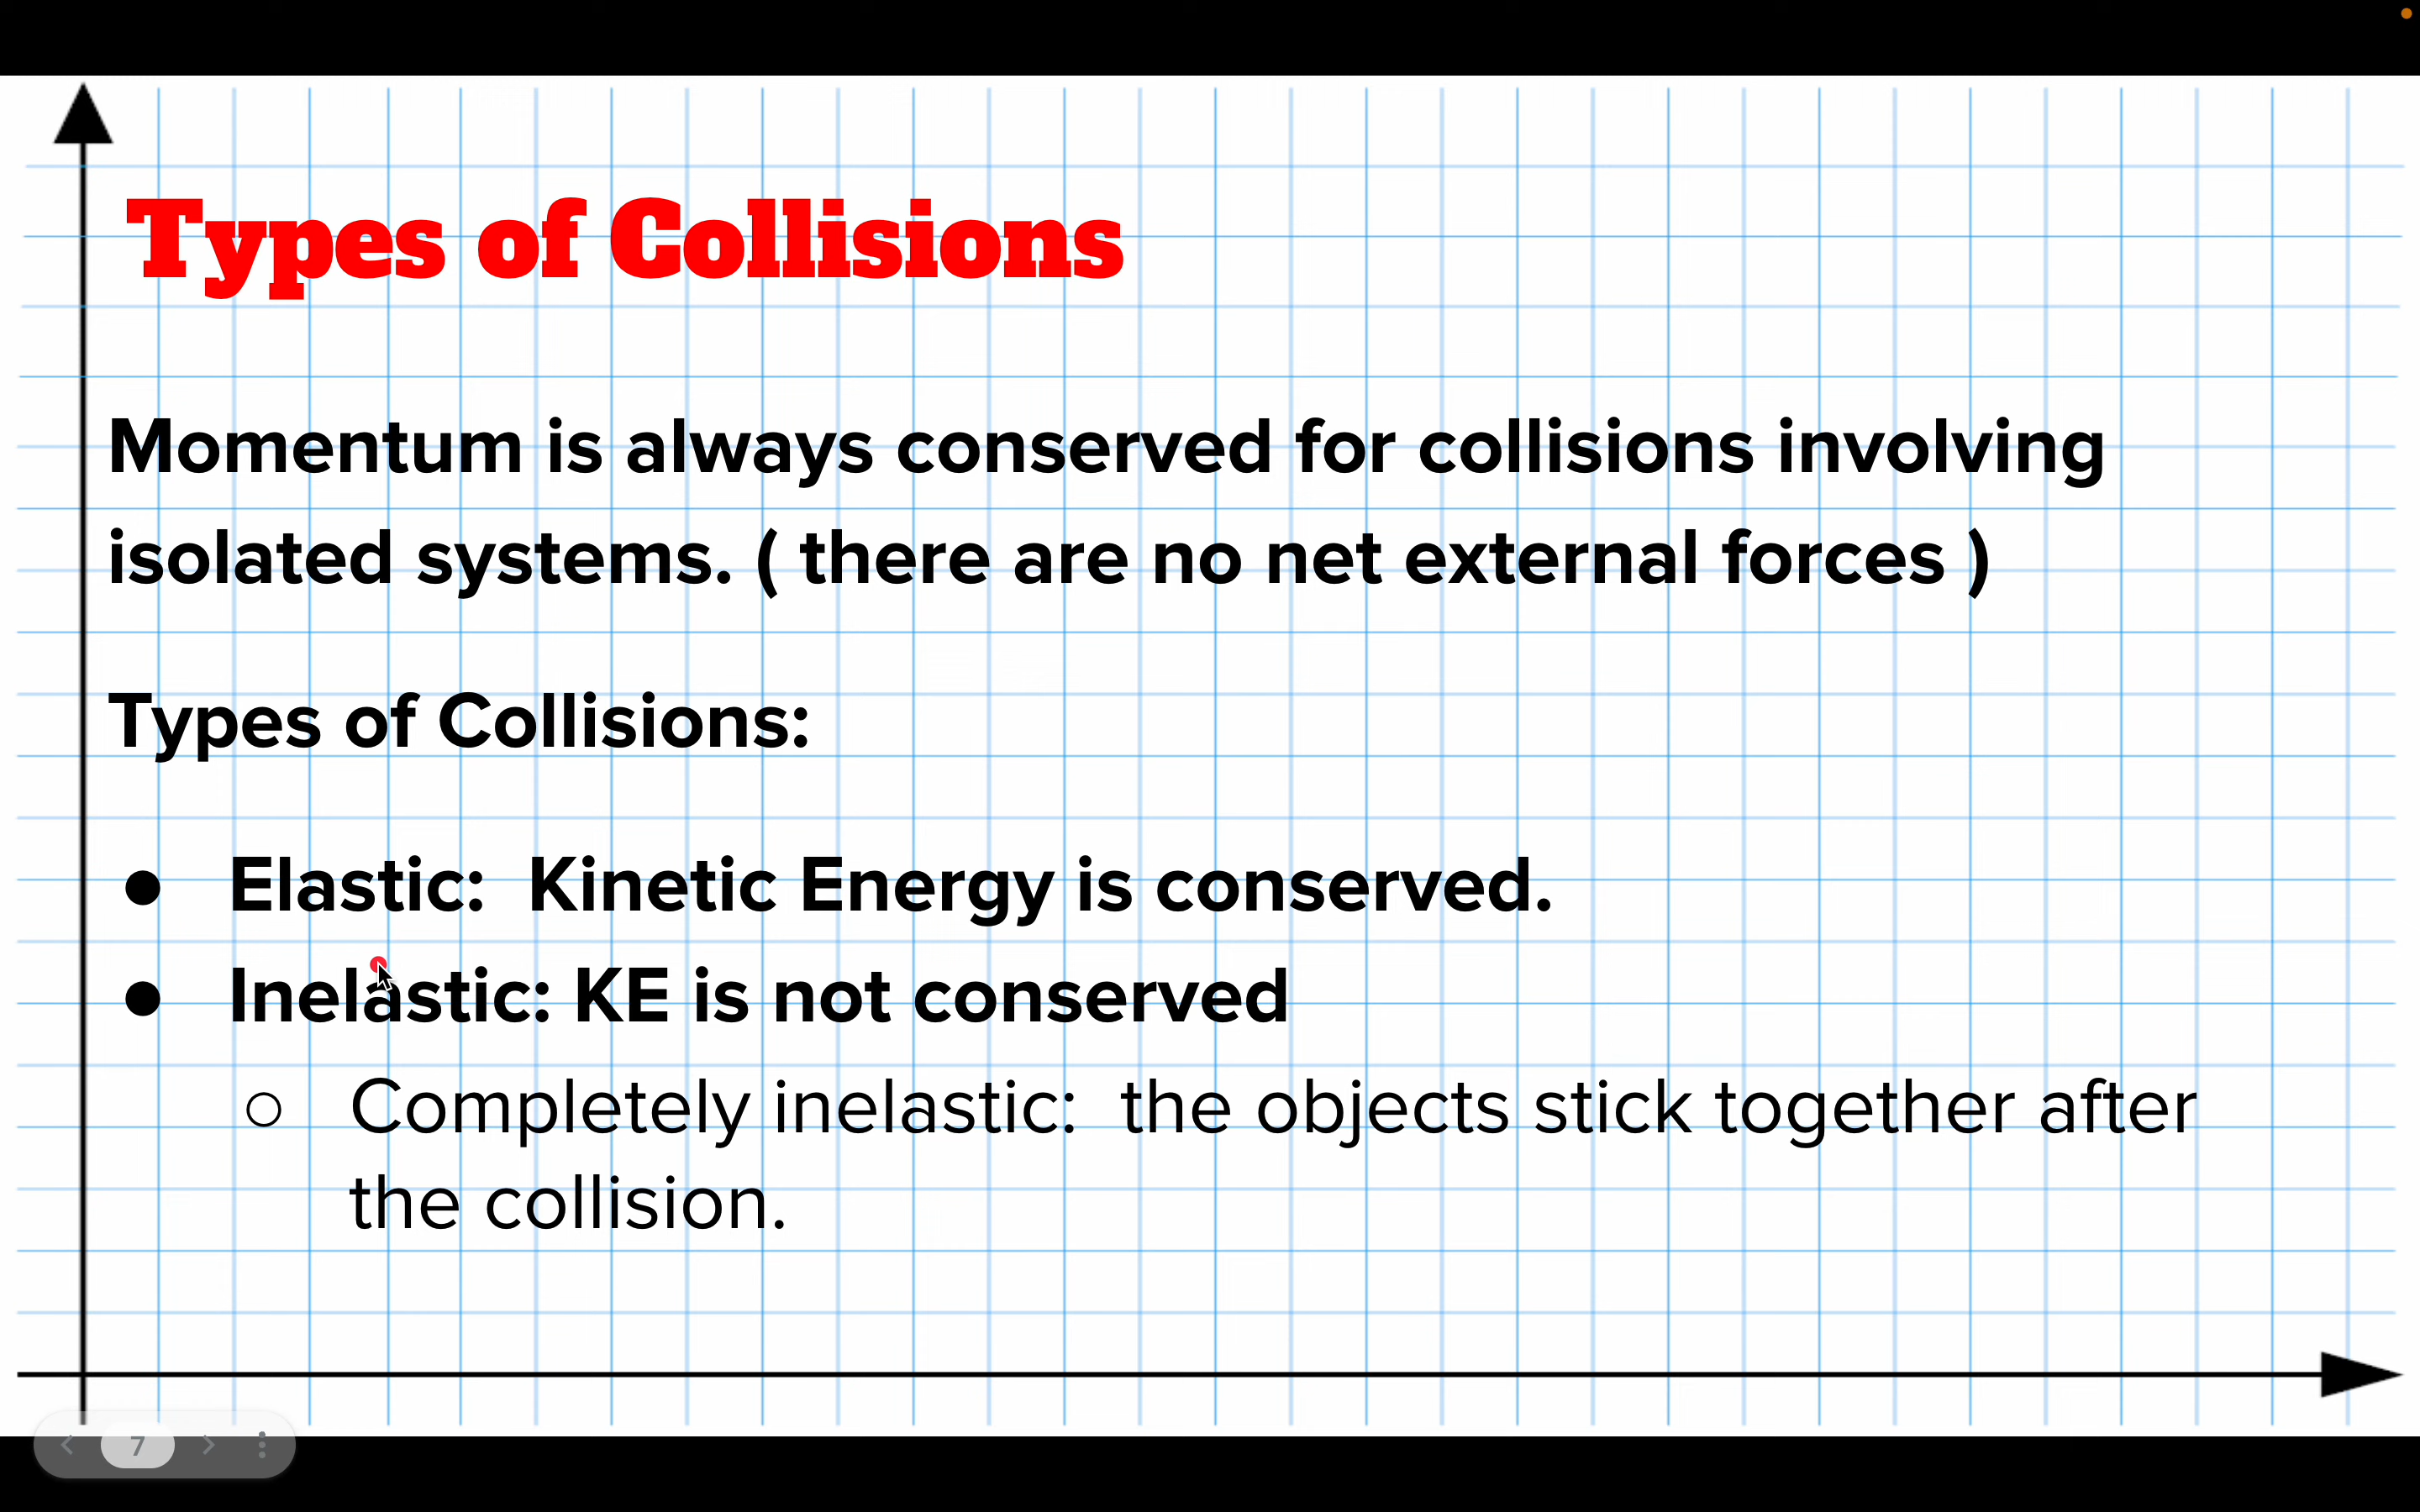 Types of Collisions
Momentum is always conserved for collisions involving
isolated systems. ( there are no net external forces )
Types of Collisions:
● Elastic:  Kinetic Energy is conserved.
● Inelastic: KE is not conserved
○ Completely inelastic:  the objects stick together after
the collision.
7